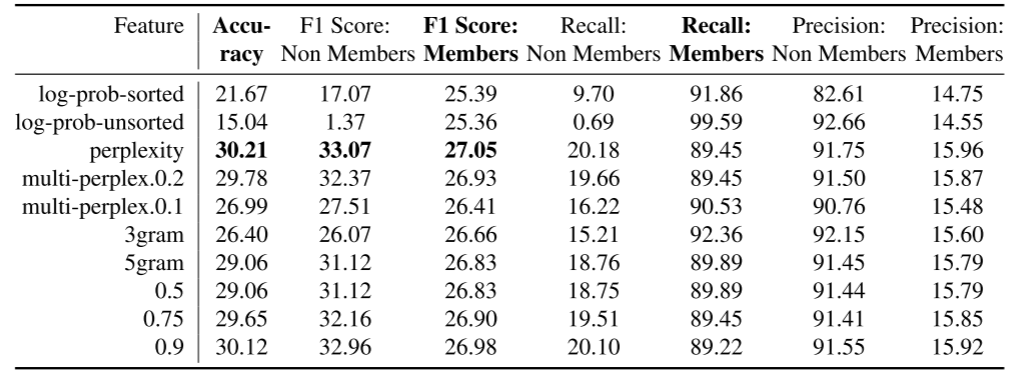 Feature Accu- F1 Score: F1 Score: Recall: Recall: Precision: Precision:
racy Non Members Members Non Members Members Non Members Members
log-prob-sorted 21.67 17.07 25.39 9.70 91.86 82.61 14.75
log-prob-unsorted 15.04 1.37 25.36 0.69 99.59 92.66 14.55
perplexity 30.21 33.07 27.05 20.18 89.45 91.75 15.96
multi-perplex.0.2 29.78 32.37 26.93 19.66 89.45 91.50 15.87
multi-perplex.0.1 26.99 27.51 26.41 16.22 90.53 90.76 15.48
3gram 26.40 26.07 26.66 15.21 92.36 92.15 15.60
5gram 29.06 31.12 26.83 18.76 89.89 91.45 15.79
0.5 29.06 31.12 26.83 18.75 89.89 91.44 15.79
0.75 29.65 32.16 26.90 19.51 89.45 91.41 15.85
0.9 30.12 32.96 26.98 20.10 89.22 91.55 15.92